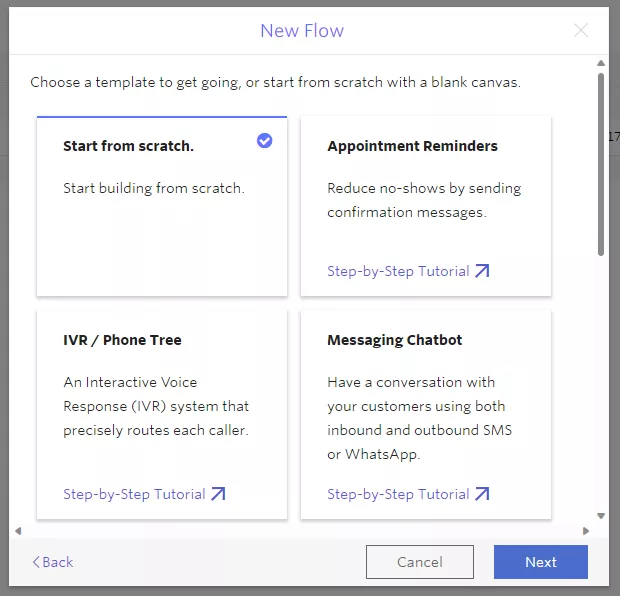 New Flow
Choose a template to get going, or start from scratch with a blank canvas.
Start from scratch.
Start building from scratch.
Appointment Reminders
Reduce no-shows by sending
confirmation messages.
Step-by-Step Tutorial
IVR / Phone Tree
An Interactive Voice
Response (IVR) system that
precisely routes each caller.
Step-by-Step Tutorial
Messaging Chatbot
Have a conversation with
your customers using both
inbound and outbound SMS
or WhatsApp.
Step-by-Step Tutorial
Back
Cancel
Next
17